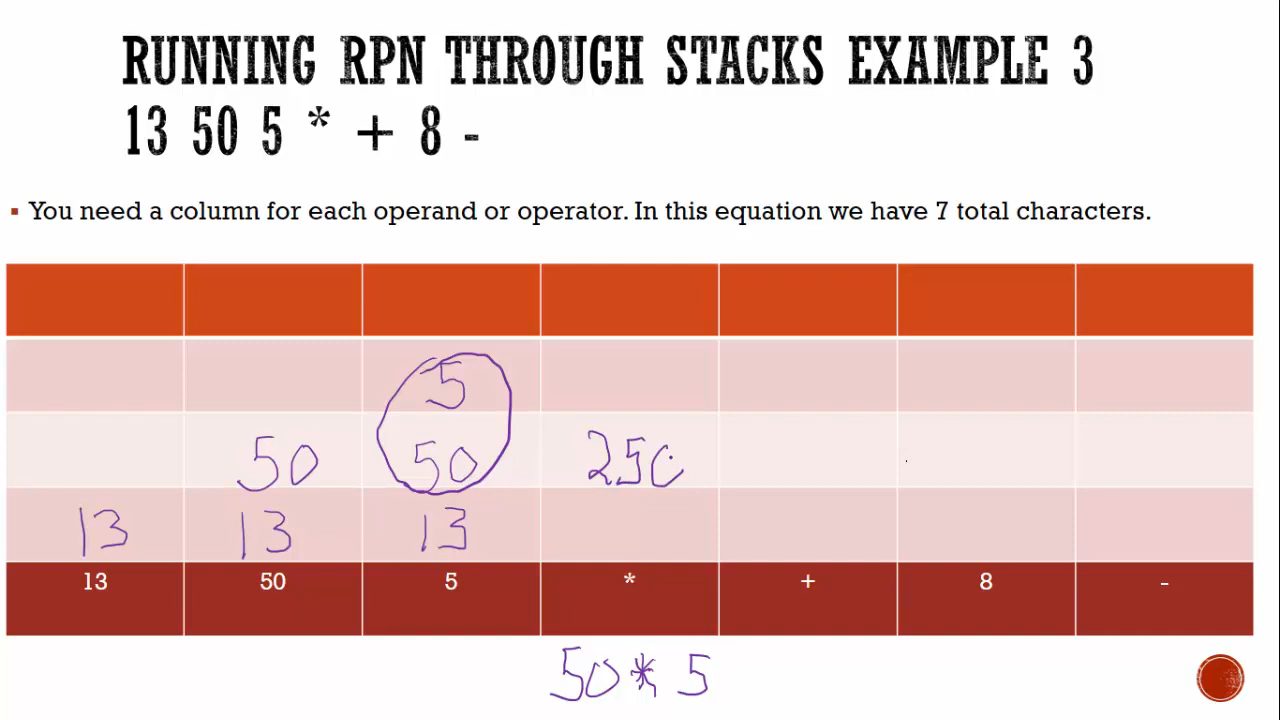 RUNNING RPN THROUGH STACKS EXAMPLE 3
13 50 5 * + 8 -
▪ You need a column for each operand or operator. In this equation we have 7 total characters.
5
50 50 250
13 13 13
13 50 5 * + 8 -
50 * 5